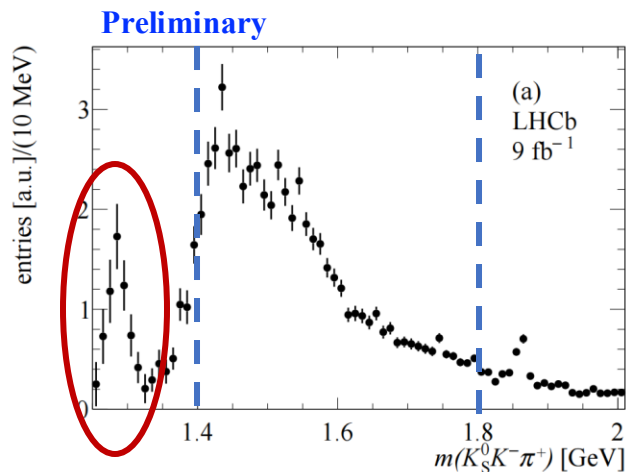 Preliminary
entries [a.u.]/(10 MeV)
3
2
1
0
(a)
LHCb
9 fb⁻¹
1.4
1.6
1.8
2
m(K⁰_S K⁻π⁺) [GeV]